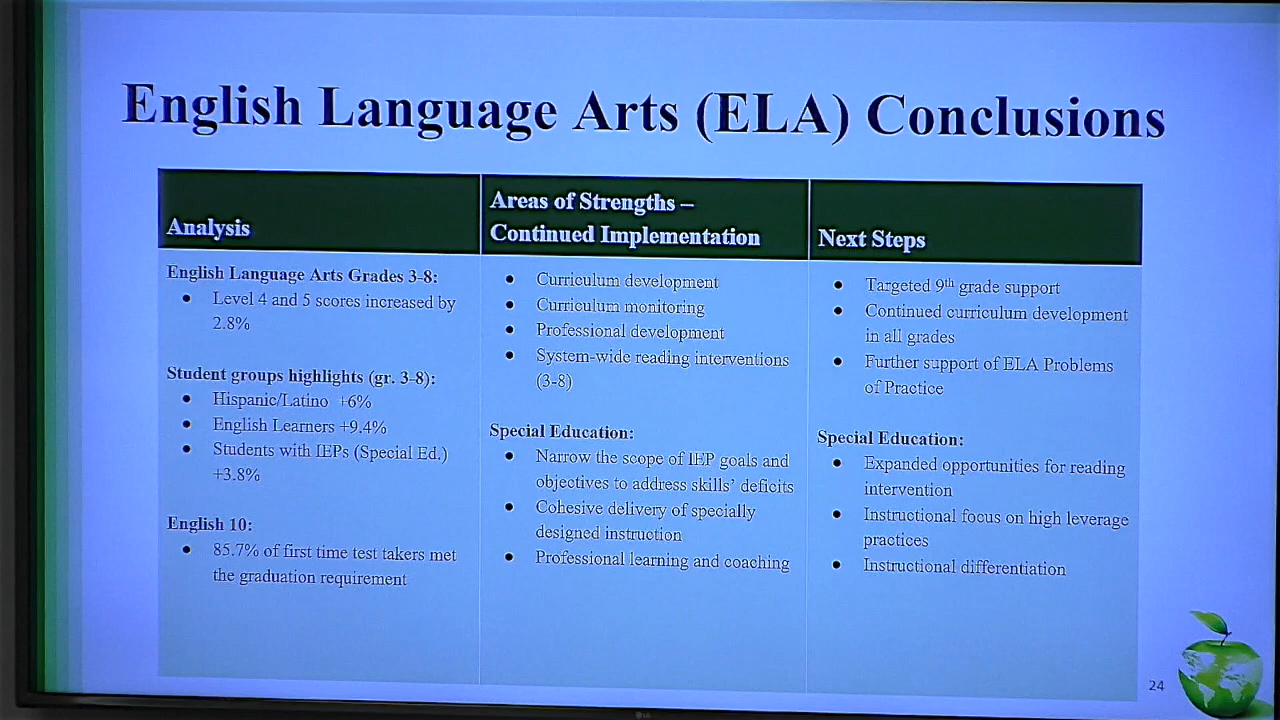 English Language Arts (ELA) Conclusions
Analysis
English Language Arts Grades 3-8:
● Level 4 and 5 scores increased by
2.8%
Student groups highlights (gr. 3-8):
● Hispanic/Latino +6%
● English Learners +9.4%
● Students with IEPs (Special Ed.)
+3.8%
English 10:
● 85.7% of first time test takers met
the graduation requirement
Areas of Strengths –
Continued Implementation
● Curriculum development
● Curriculum monitoring
● Professional development
● System-wide reading interventions
(3-8)
Special Education:
● Narrow the scope of IEP goals and
objectives to address skills' deficits
● Cohesive delivery of specially
designed instruction
● Professional learning and coaching
Next Steps
● Targeted 9th grade support
● Continued curriculum development
in all grades
● Further support of ELA Problems
of Practice
Special Education:
● Expanded opportunities for reading
intervention
● Instructional focus on high leverage
practices
● Instructional differentiation
24
LG